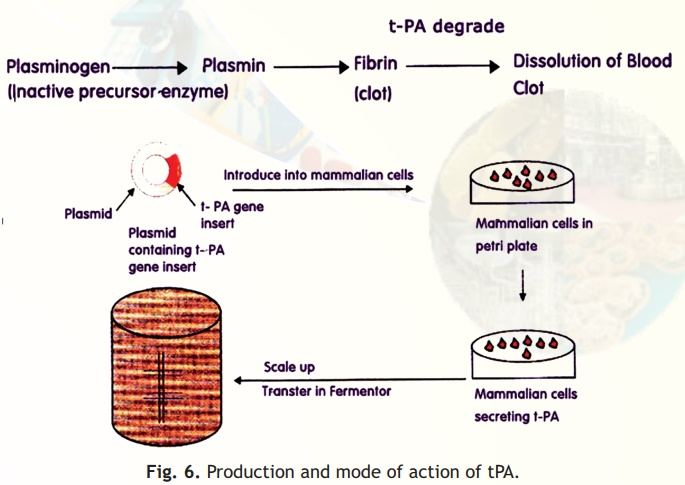 t-PA degrade
Plasminogen Plasmin Fibrin Dissolution of Blood
(Inactive precursor-enzyme) (clot) Clot
Introduce into mammalian cells
Plasmid
t- PA gene
insert
Plasmid
containing t-PA
gene insert
Mammalian cells in
petri plate
Scale up
Transter in Fermentor
Mammalian cells
secreting t-PA
Fig. 6. Production and mode of action of tPA.